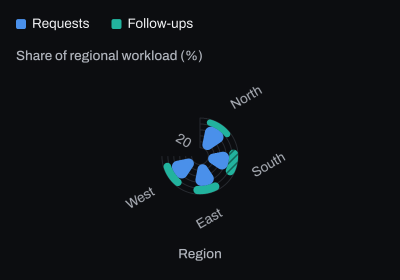 Requests
Follow-ups
Share of regional workload (%)
North
20
South
West
East
Region